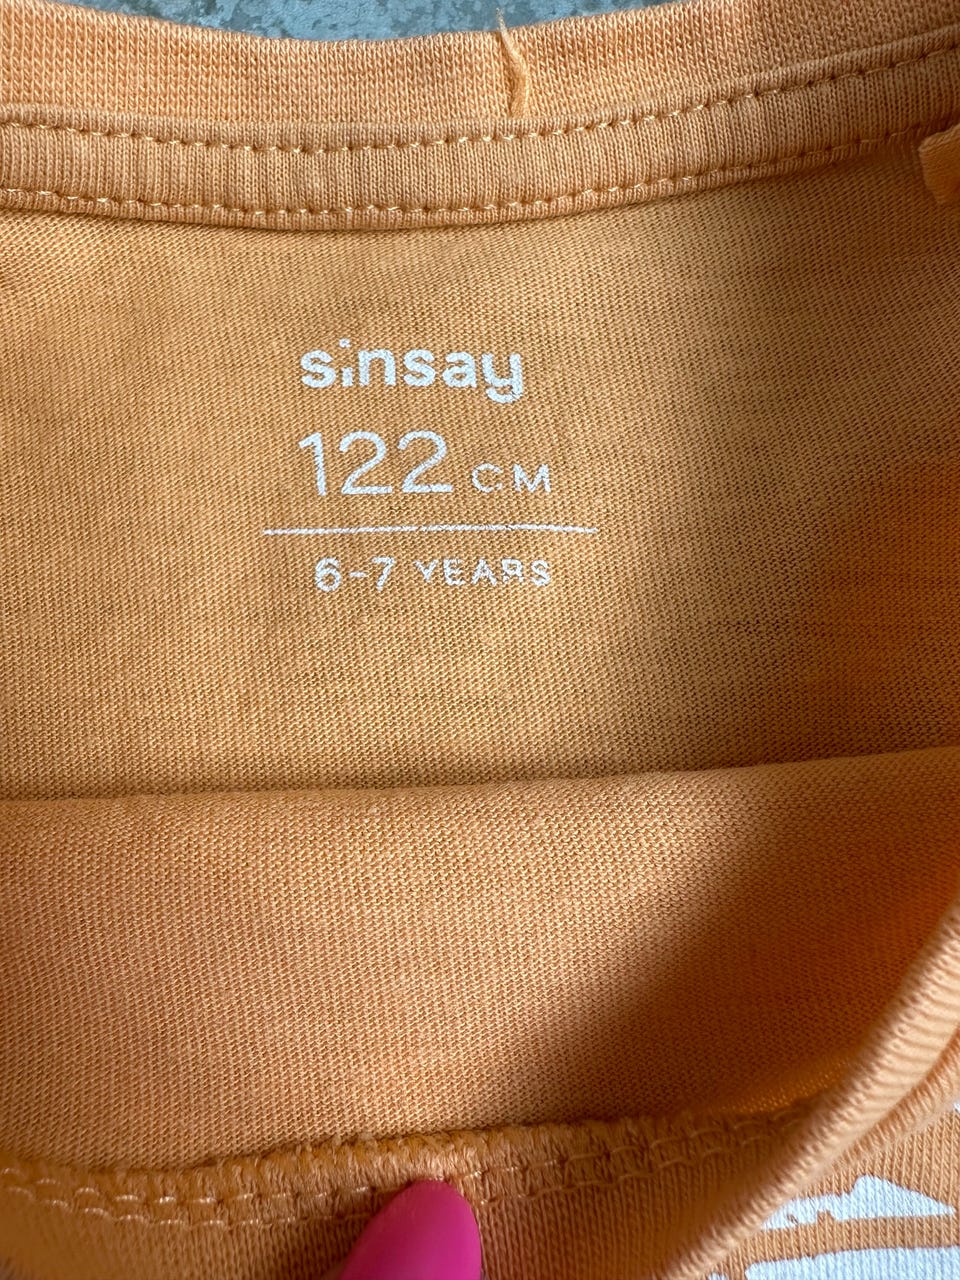 sinsay
122 CM
6-7 YEARS